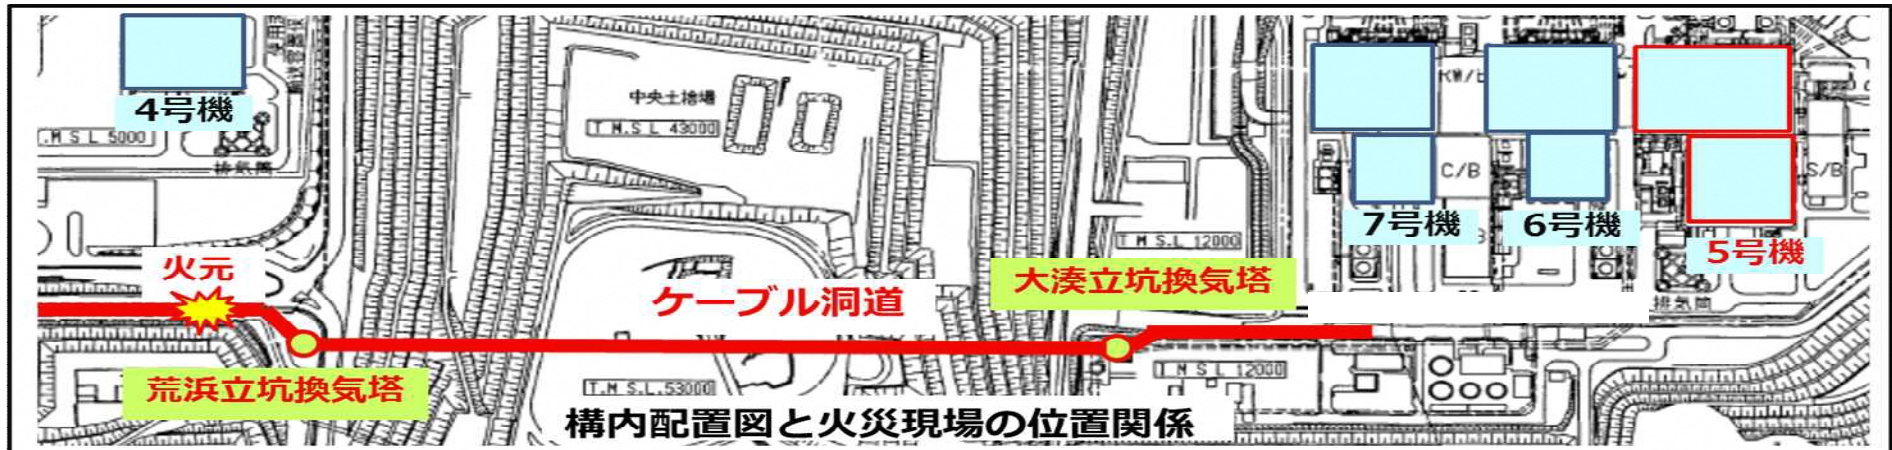 4号機
.M S L 5000
排気筒
中央土捨場
T M.S L 43000
RW/b
C/B
S/B
7号機
6号機
5号機
T M S.L 12000
排気筒
火元
ケーブル洞道
大湊立坑換気塔
荒浜立坑換気塔
T.M S.L.53000
T M S L 12000
構内配置図と火災現場の位置関係